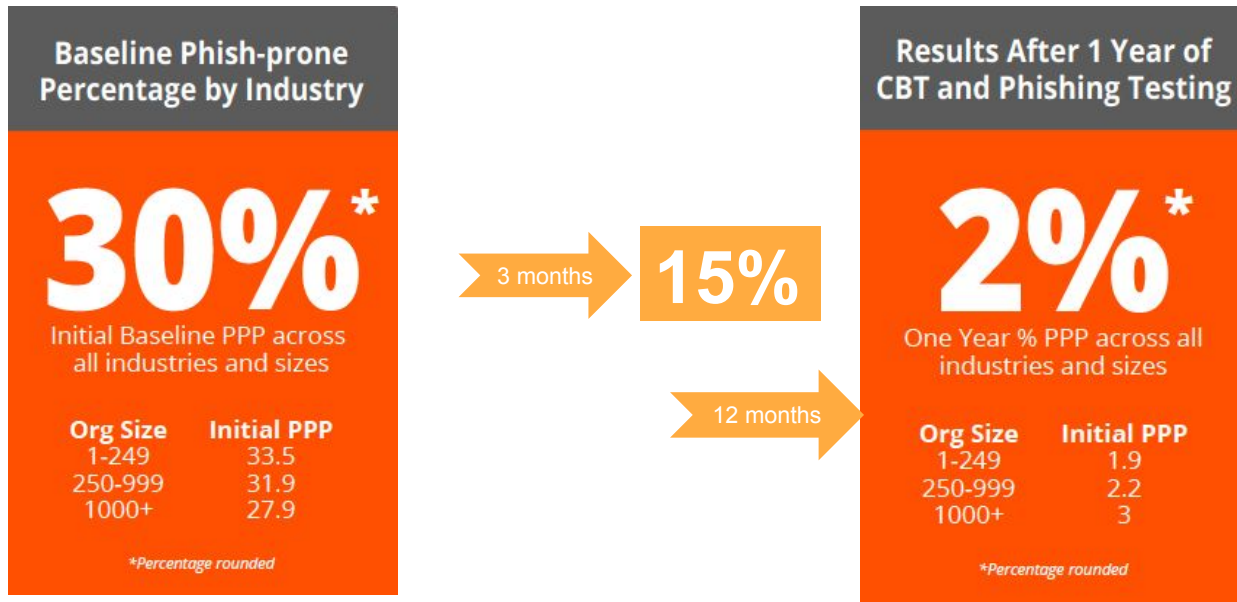 Baseline Phish-prone
Percentage by Industry
30%*
Initial Baseline PPP across
all industries and sizes
Org Size Initial PPP
1-249 33.5
250-999 31.9
1000+ 27.9
*Percentage rounded
3 months
15%
12 months
Results After 1 Year of
CBT and Phishing Testing
2%*
One Year % PPP across all
industries and sizes
Org Size Initial PPP
1-249 1.9
250-999 2.2
1000+ 3
*Percentage rounded